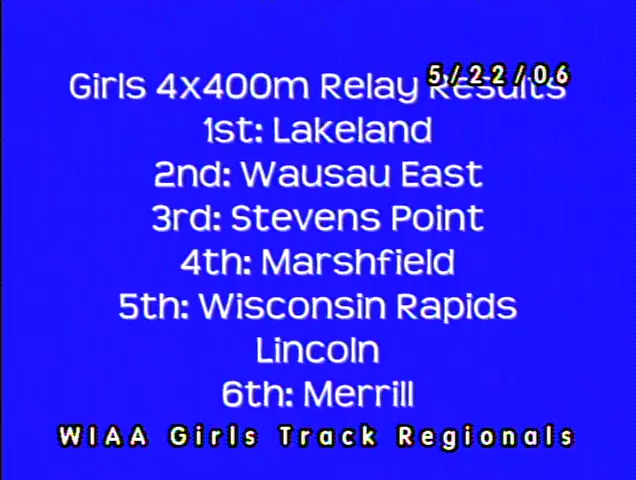 5/22/06
Girls 4x400m Relay Results
1st: Lakeland
2nd: Wausau East
3rd: Stevens Point
4th: Marshfield
5th: Wisconsin Rapids
Lincoln
6th: Merrill
WIAA Girls Track Regionals